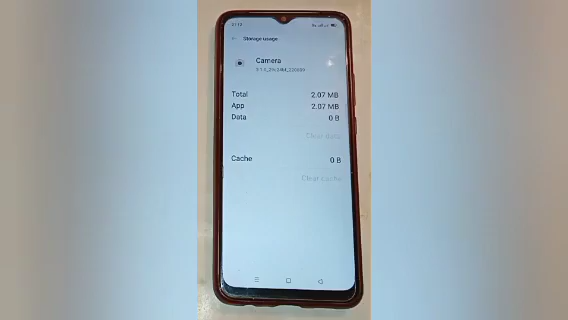 Storage usage
Camera
Total 2.07 MB
App 2.07 MB
Data 0 B
Clear data
Cache 0 B
Clear cache